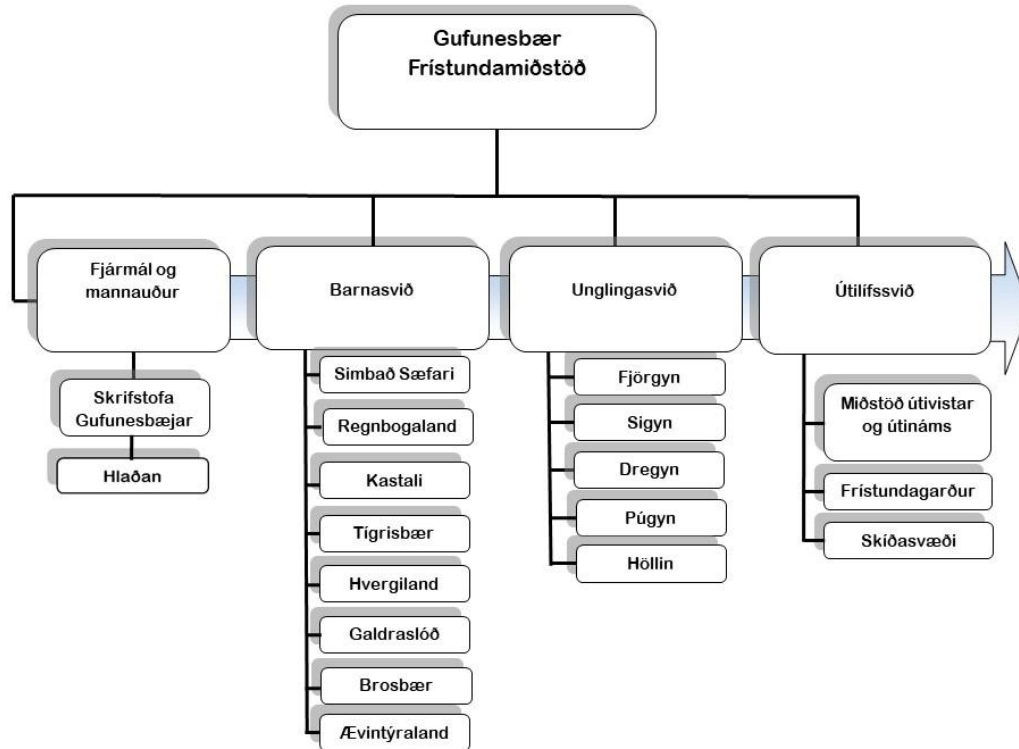 Gufunesbær
Frístundamiðstöð
Fjármál og
mannauður
Skrifstofa
Gufunesbæjar
Hlaðan
Barnasvið
Simbað Sæfari
Regnbogaland
Kastali
Tígrisbær
Hvergiland
Galdraslóð
Brosbær
Ævintýraland
Unglingasvið
Fjörgyn
Sigyn
Dregyn
Púgyn
Höllin
Útilífssvið
Miðstöð útivistar
og útináms
Frístundagarður
Skíðasvæði